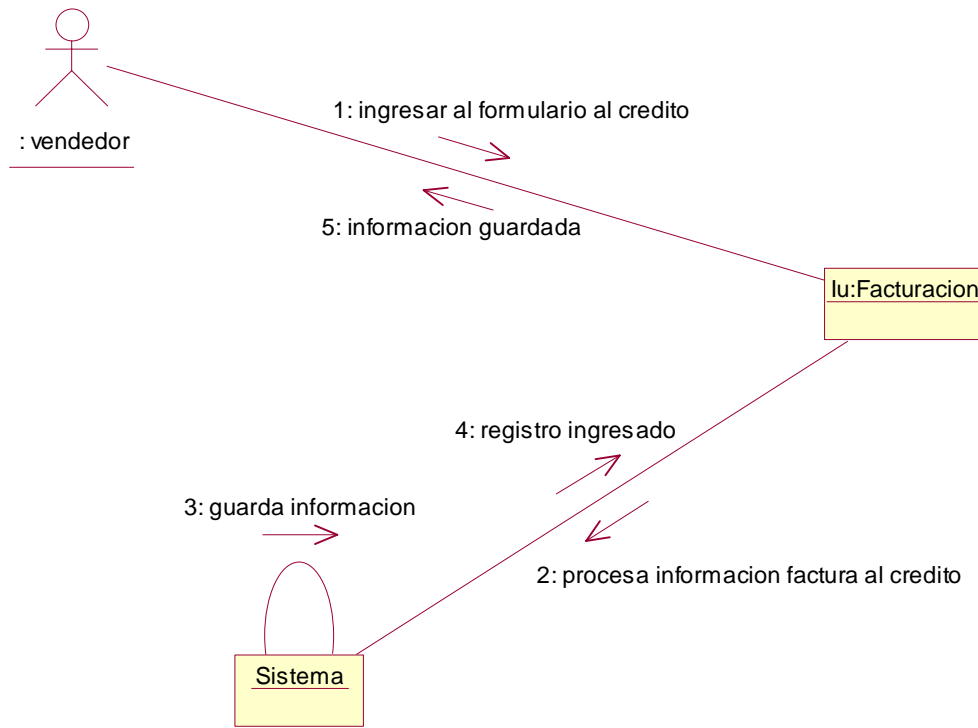 : vendedor
1: ingresar al formulario al credito
5: informacion guardada
Iu:Facturacion
4: registro ingresado
3: guarda informacion
2: procesa informacion factura al credito
Sistema